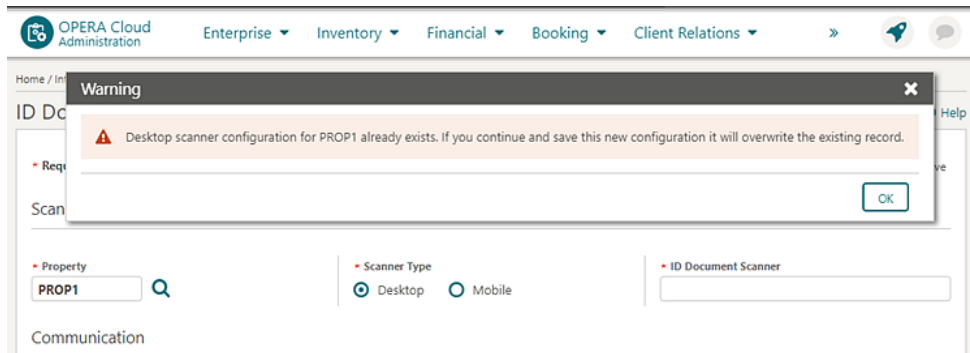 OPERA Cloud
Administration
Enterprise Inventory Financial Booking Client Relations »
Home / Int
Warning
ID Do
Help
Desktop scanner configuration for PROP1 already exists. If you continue and save this new configuration it will overwrite the existing record.
* Requ
ve
OK
Scan
* Property * Scanner Type * ID Document Scanner
PROP1 Desktop Mobile
Communication